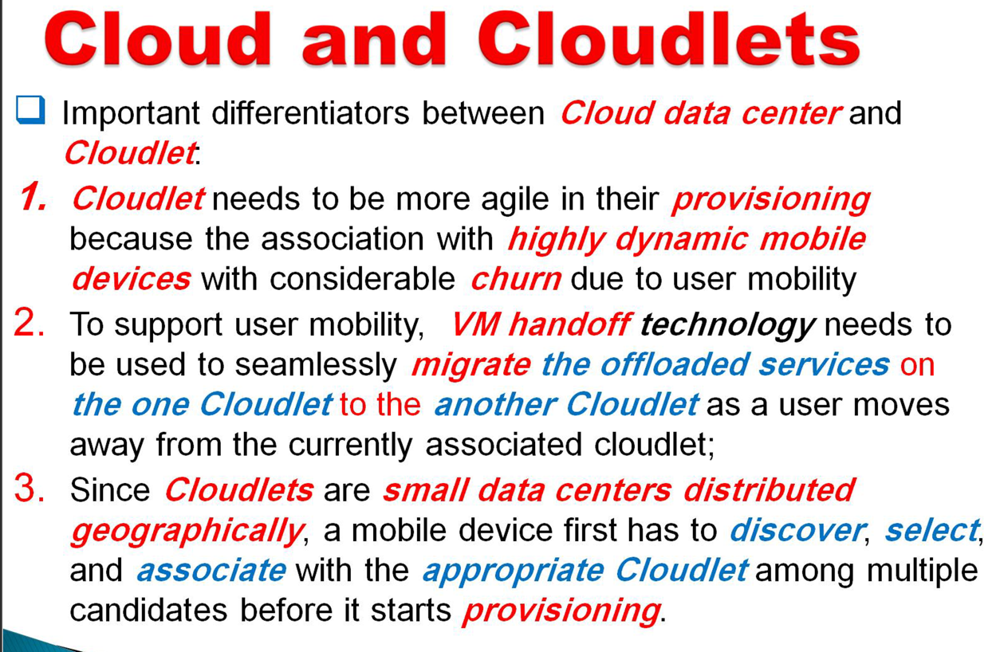 Cloud and Cloudlets
Important differentiators between Cloud data center and
Cloudlet:
1. Cloudlet needs to be more agile in their provisioning
because the association with highly dynamic mobile
devices with considerable churn due to user mobility
2. To support user mobility, VM handoff technology needs to
be used to seamlessly migrate the offloaded services on
the one Cloudlet to the another Cloudlet as a user moves
away from the currently associated cloudlet;
3. Since Cloudlets are small data centers distributed
geographically, a mobile device first has to discover, select,
and associate with the appropriate Cloudlet among multiple
candidates before it starts provisioning.